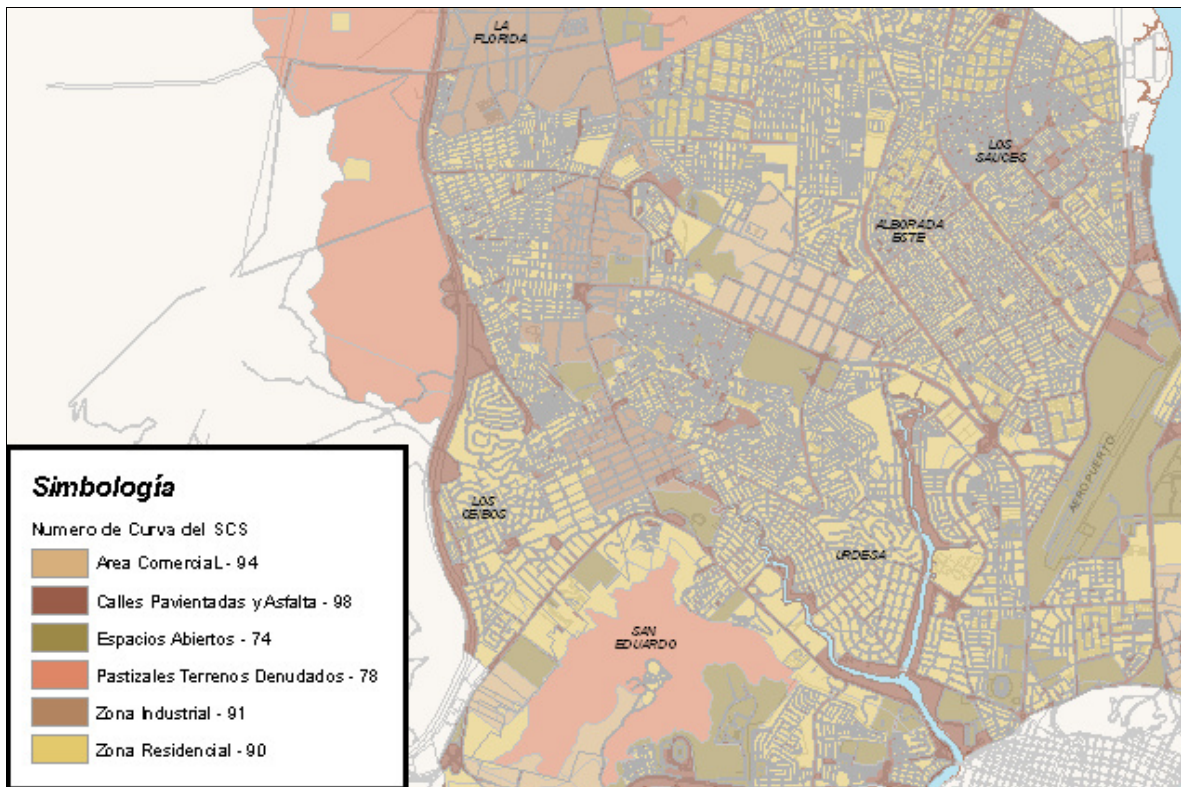 LA
FLORIDA
LOS
SAUCES
ALBORADA
ESTE
AEROPUERTO
LOS
CEIBOS
URDESA
SAN
EDUARDO
Simbología
Numero de Curva del SCS
Area ComerciaL - 94
Calles Pavientadas y Asfalta - 98
Espacios Abiertos - 74
Pastizales Terrenos Denudados - 78
Zona Industrial - 91
Zona Residencial - 90